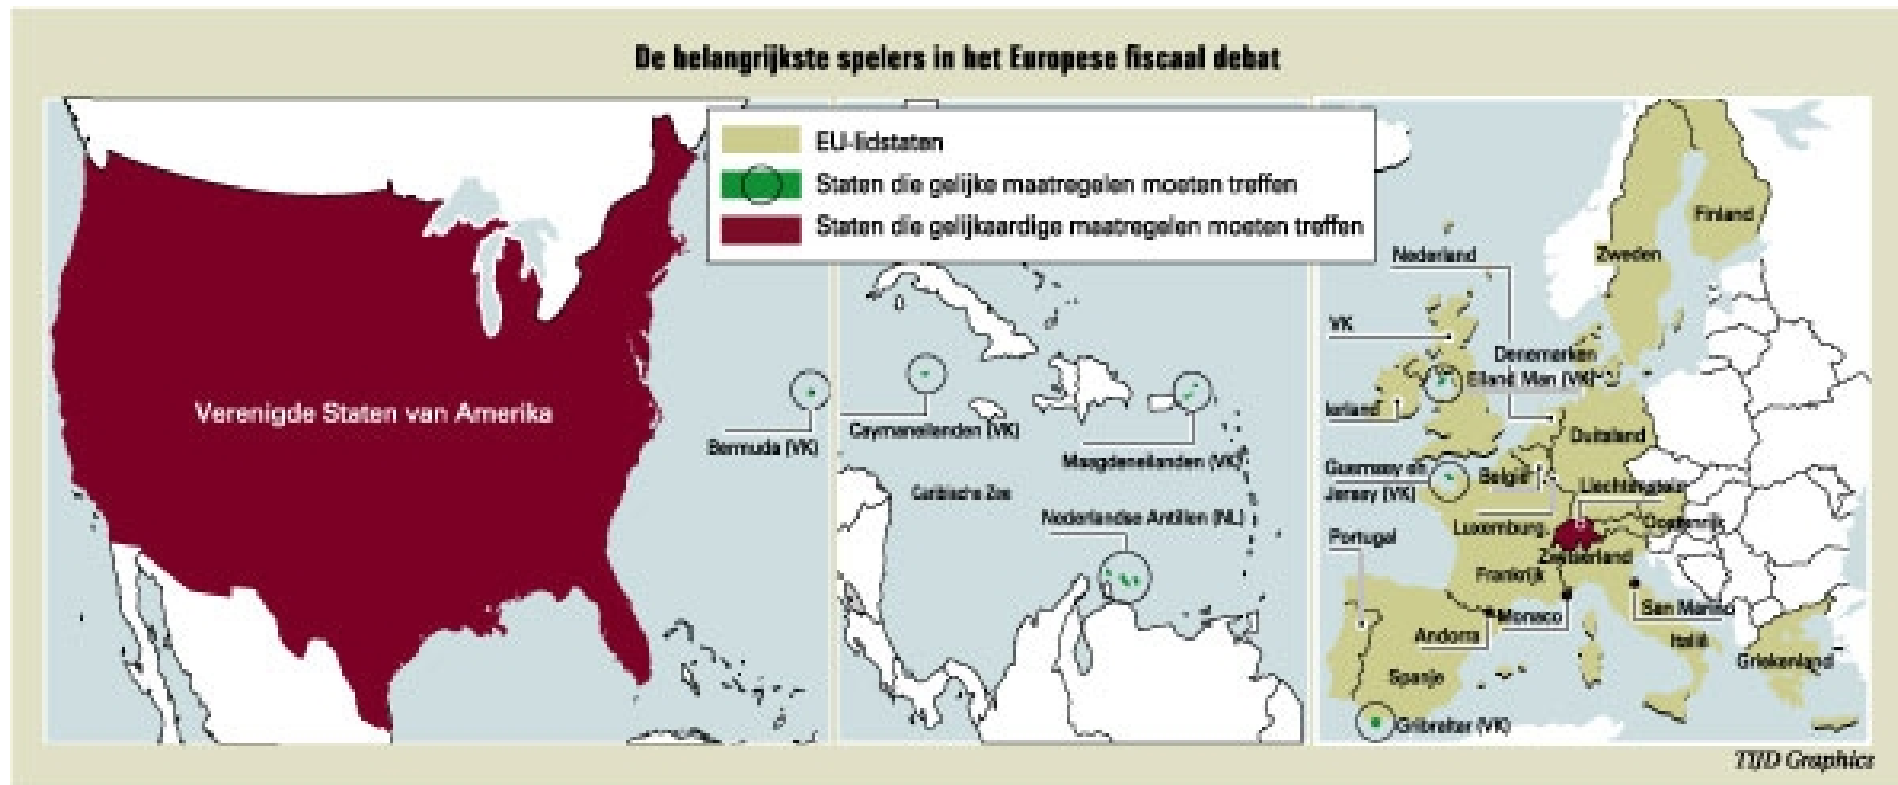 De belangrijkste spelers in het Europese fiscaal debat
EU-lidstaten
Staten die gelijke maatregelen moeten treffen
Staten die gelijkaardige maatregelen moeten treffen
Verenigde Staten van Amerika
Bermuda (VK)
Caymaneilanden (VK)
Maagdeneilanden (VK)
Caribische Zee
Nederlandse Antillen (NL)
Finland
Zweden
Nederland
VK
Denemarken
Eiland Man (VK)
Ierland
Duitsland
Guernsey en
Jersey (VK)
België
Liechtenstein
Luxemburg
Oostenrijk
Portugal
Zwitserland
Frankrijk
San Marino
Monaco
Andorra
Italië
Griekenland
Spanje
Gribralter (VK)
TIJD Graphics